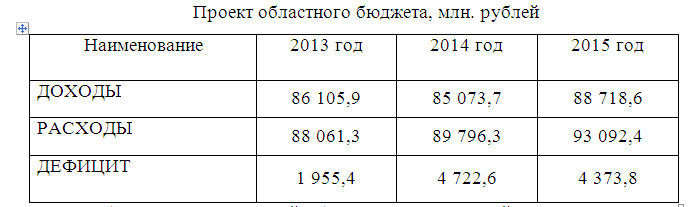 Проект областного бюджета, млн. рублей
Наименование 2013 год 2014 год 2015 год
ДОХОДЫ 86 105,9 85 073,7 88 718,6
РАСХОДЫ 88 061,3 89 796,3 93 092,4
ДЕФИЦИТ 1 955,4 4 722,6 4 373,8